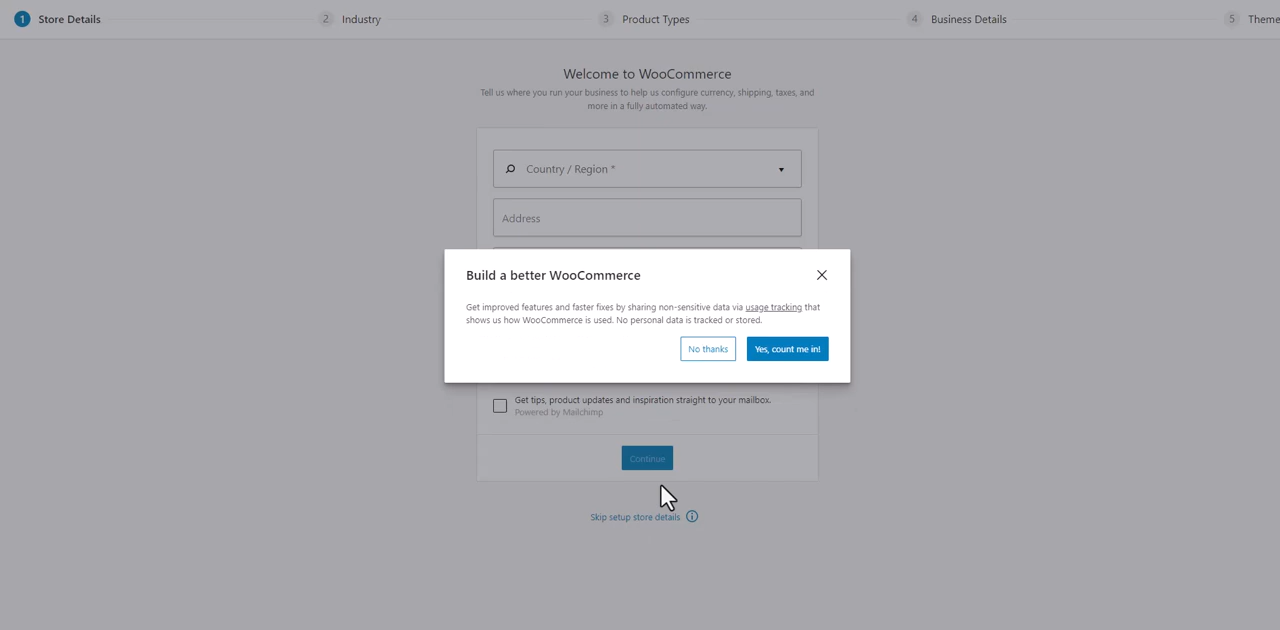 1 Store Details 2 Industry 3 Product Types 4 Business Details 5 Theme
Welcome to WooCommerce
Tell us where you run your business to help us configure currency, shipping, taxes, and
more in a fully automated way.
Country / Region *
Address
Build a better WooCommerce
Get improved features and faster fixes by sharing non-sensitive data via usage tracking that
shows us how WooCommerce is used. No personal data is tracked or stored.
No thanks Yes, count me in!
Get tips, product updates and inspiration straight to your mailbox.
Powered by Mailchimp
Continue
Skip setup store details